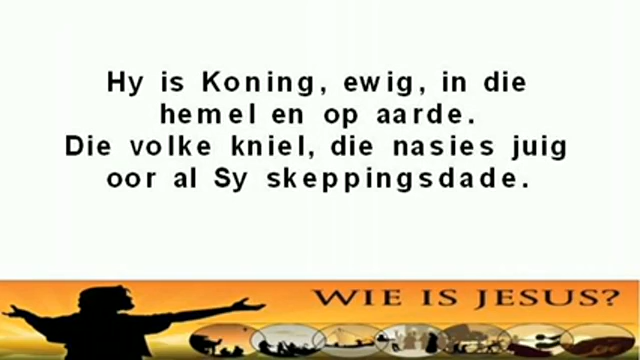 Hy is Koning, ewig, in die
hemel en op aarde.
Die volke kniel, die nasies juig
oor al Sy skeppingsdade.
WIE IS JESUS?